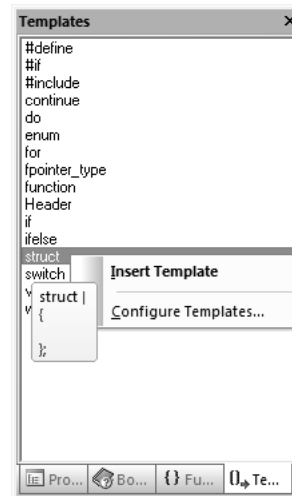 Templates
#define
#if
#include
continue
do
enum
for
fpointer_type
function
Header
if
ifelse
struct
switch
Insert Template
Configure Templates...
struct |
{
};
Pro...
Bo...
{} Fu...
Te...